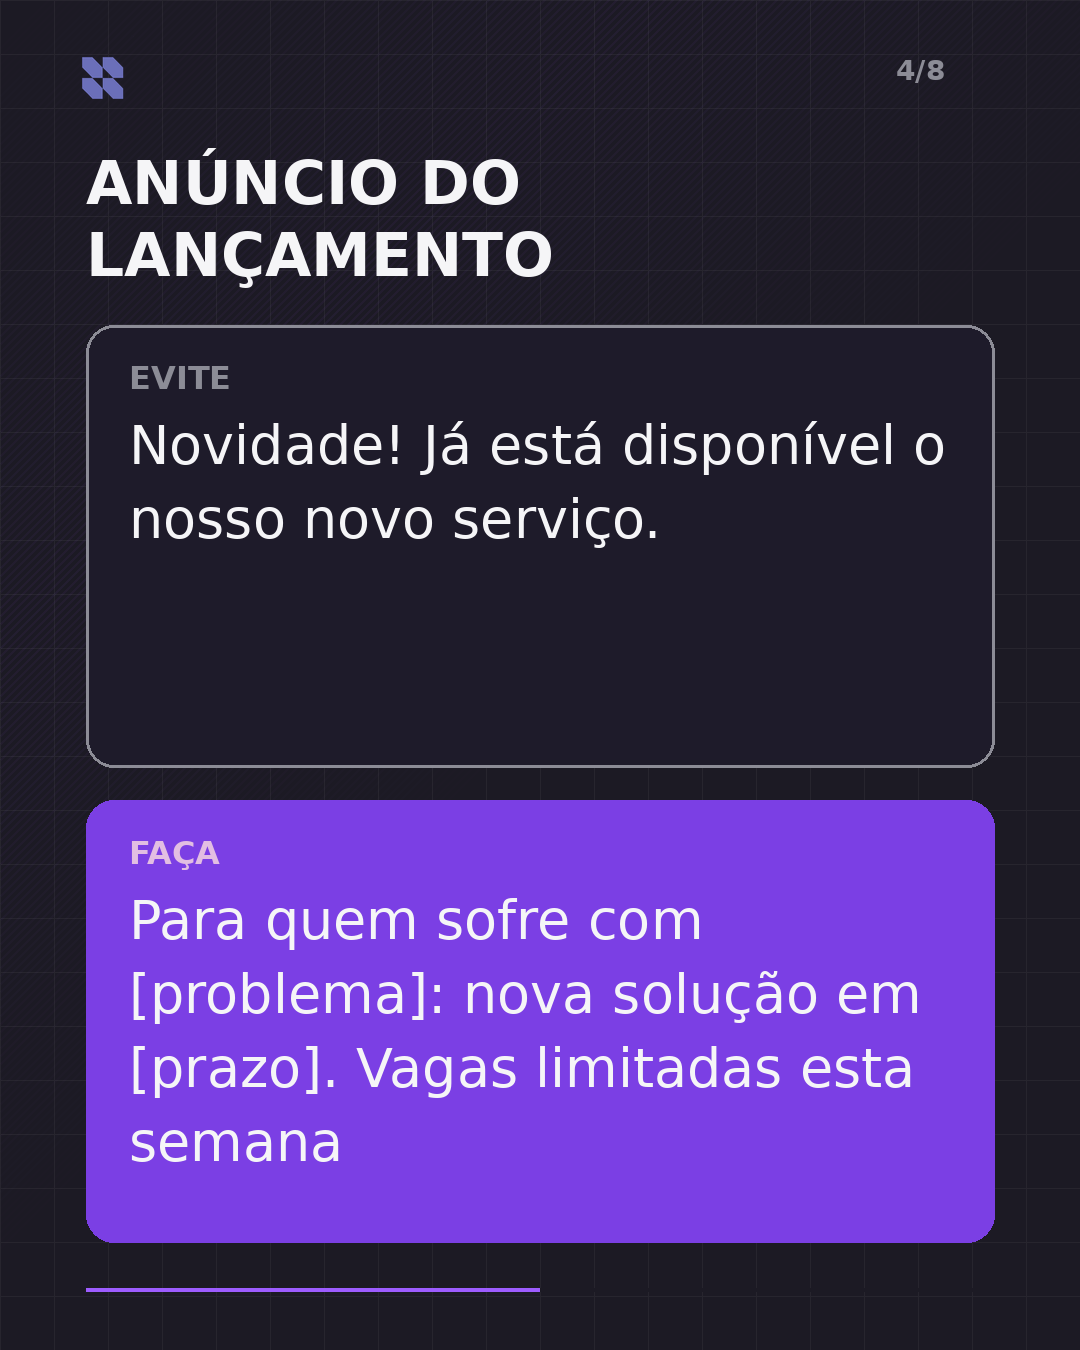 4/8
ANÚNCIO DO
LANÇAMENTO
EVITE
Novidade! Já está disponível o
nosso novo serviço.
FAÇA
Para quem sofre com
[problema]: nova solução em
[prazo]. Vagas limitadas esta
semana